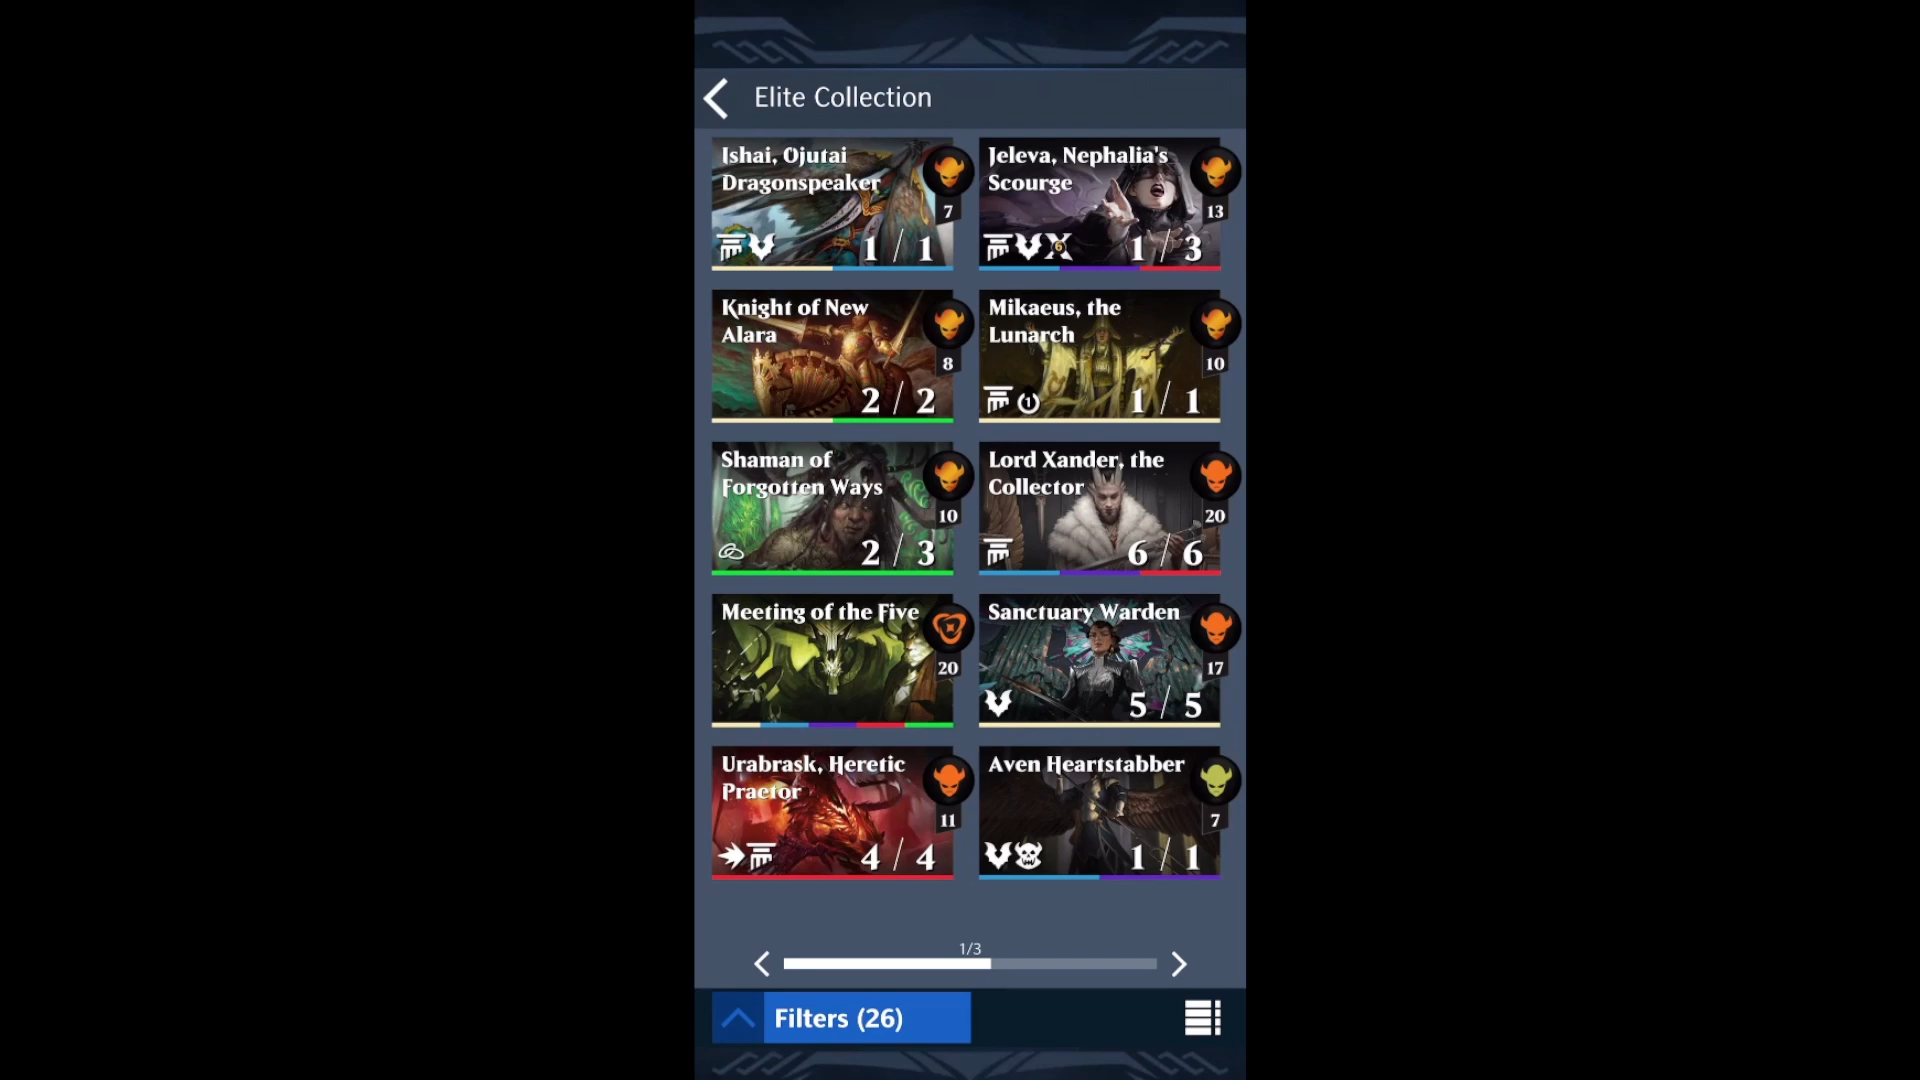 Elite Collection
Ishai, Ojutai
Dragonspeaker
7
1 / 1
Jeleva, Nephalia's
Scourge
13
6
1 / 3
Knight of New
Alara
8
2 / 2
Mikaeus, the
Lunarch
10
1
1 / 1
Shaman of
Forgotten Ways
10
2 / 3
Lord Xander, the
Collector
20
6 / 6
Meeting of the Five
20
Sanctuary Warden
17
5 / 5
Urabrask, Heretic
Praetor
11
4 / 4
Aven Heartstabber
7
1 / 1
1/3
Filters (26)